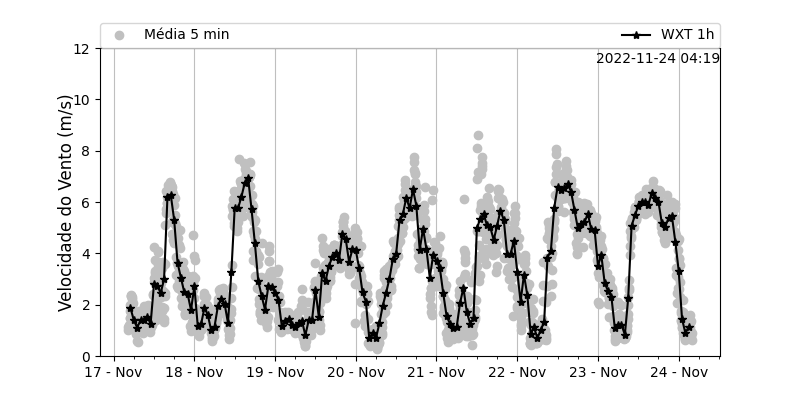 Média 5 min
WXT 1h
2022-11-24 04:19
Velocidade do Vento (m/s)
12
10
8
6
4
2
0
17 - Nov
18 - Nov
19 - Nov
20 - Nov
21 - Nov
22 - Nov
23 - Nov
24 - Nov